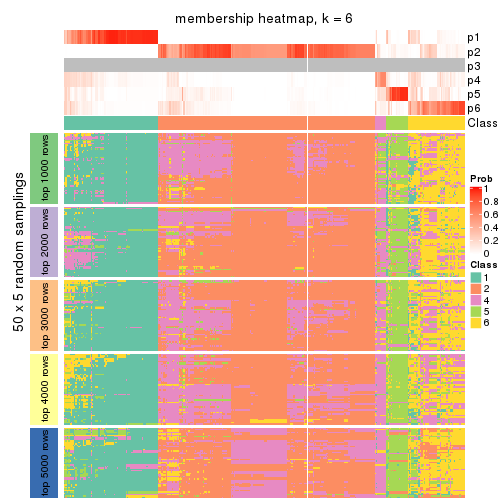 membership heatmap, k = 6
p1
p2
p3
p4
p5
p6
Class
50 x 5 random samplings
top 1000 rows
top 2000 rows
top 3000 rows
top 4000 rows
top 5000 rows
Prob
1
0.8
0.6
0.4
0.2
0
Class
1
2
4
5
6